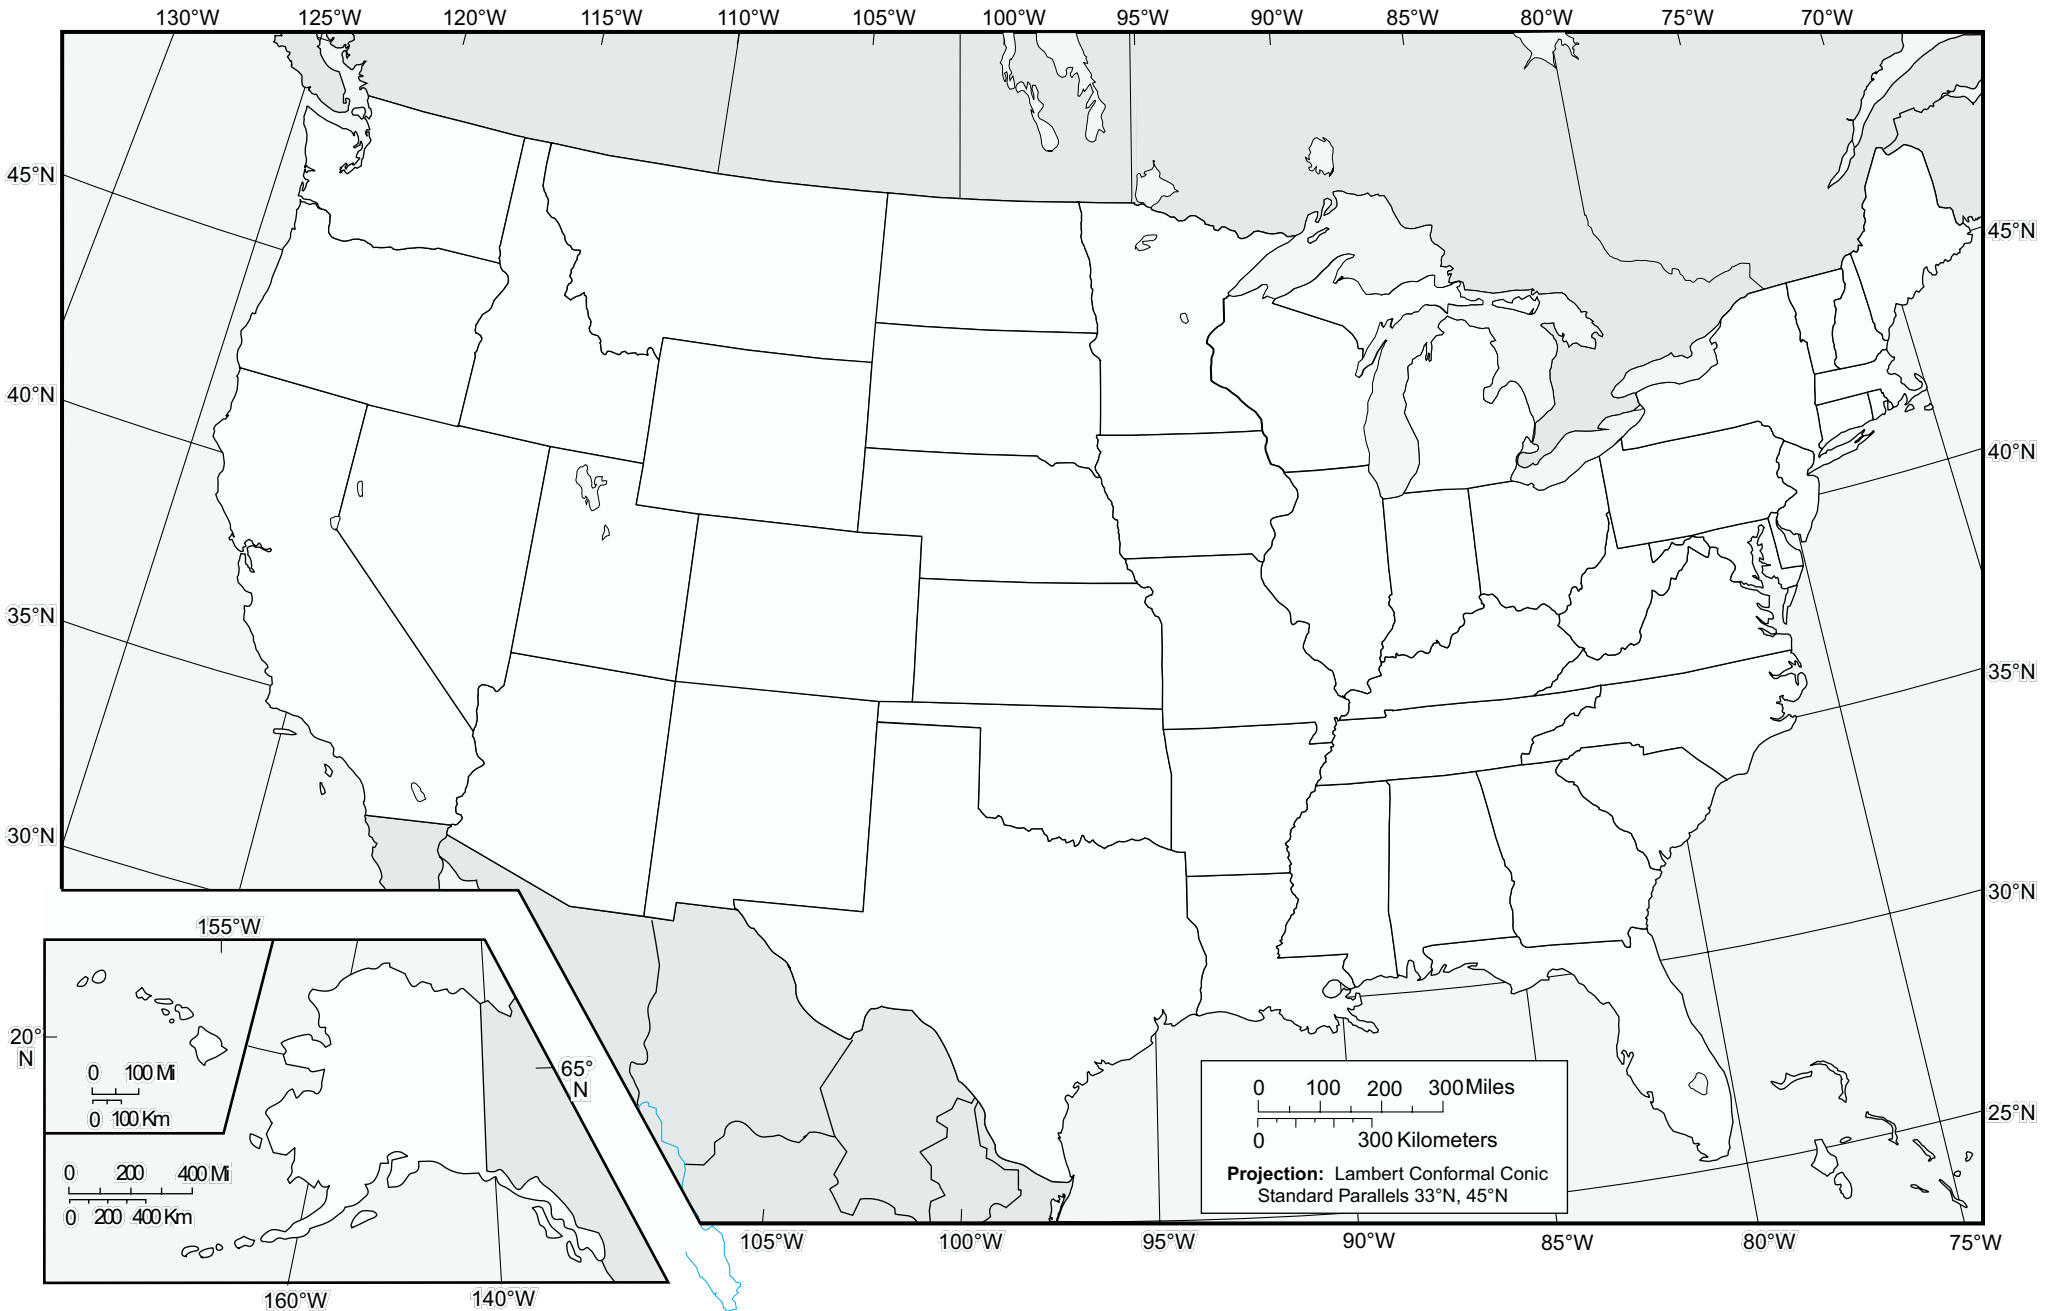 130°W 125°W 120°W 115°W 110°W 105°W 100°W 95°W 90°W 85°W 80°W 75°W 70°W
45°N
45°N
40°N
40°N
35°N
35°N
30°N
30°N
25°N
155°W
20°
N
65°
N
0 100 Mi
0 100 Km
0 200 400 Mi
0 200 400 Km
0 100 200 300 Miles
0 300 Kilometers
Projection: Lambert Conformal Conic
Standard Parallels 33°N, 45°N
105°W 100°W 95°W 90°W 85°W 80°W 75°W
160°W 140°W